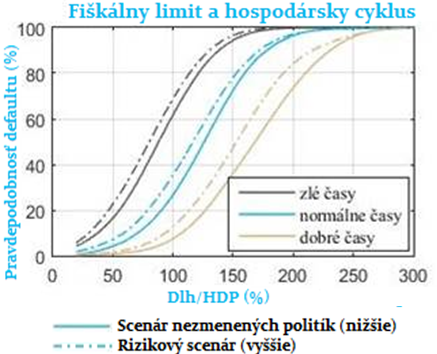 Fiškálny limit a hospodársky cyklus
Pravdepodobnosť defaultu (%)
100
80
60
40
20
0
0
50
100
150
200
250
300
zlé časy
normálne časy
dobré časy
Dlh/HDP (%)
Scenár nezmenených politík (nižšie)
Rizikový scenár (vyššie)